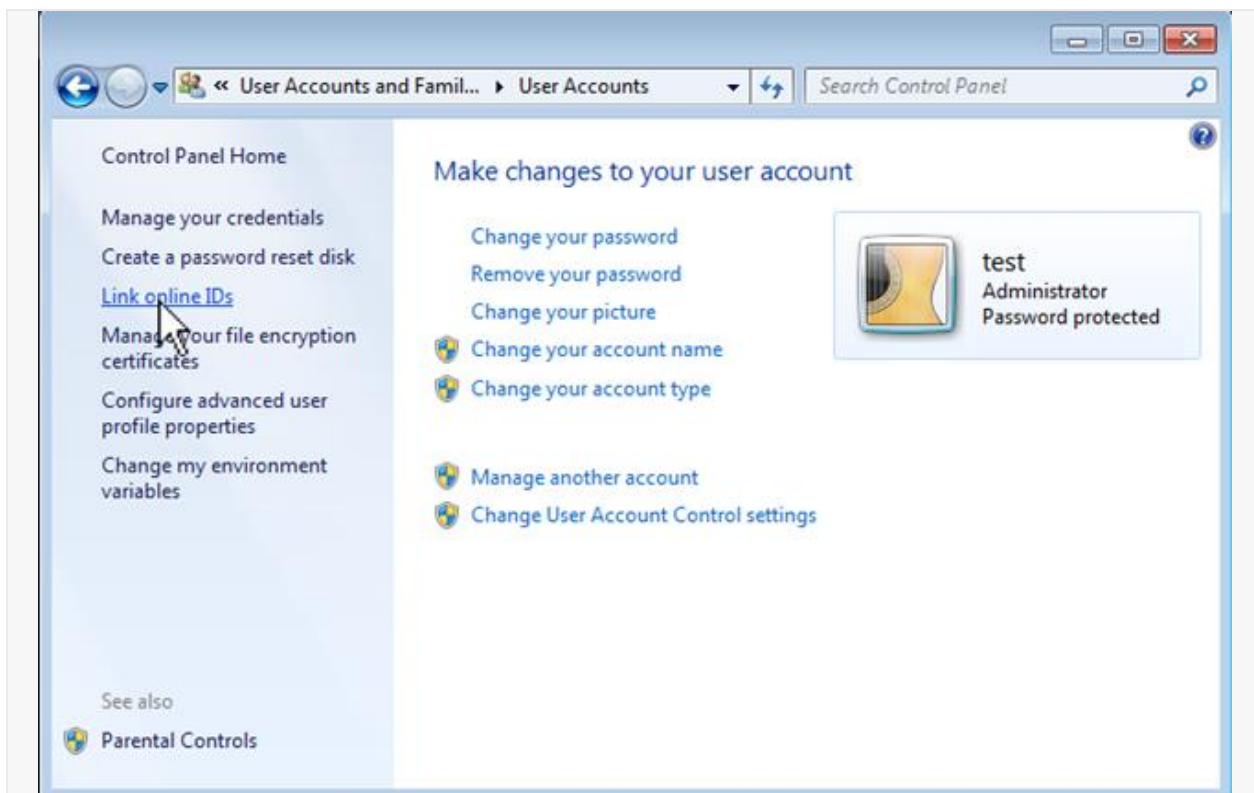 « User Accounts and Famil... ▸ User Accounts
Search Control Panel
Control Panel Home
Manage your credentials
Create a password reset disk
Link online IDs
Manage your file encryption
certificates
Configure advanced user
profile properties
Change my environment
variables
See also
Parental Controls
Make changes to your user account
Change your password
Remove your password
Change your picture
Change your account name
Change your account type
Manage another account
Change User Account Control settings
test
Administrator
Password protected